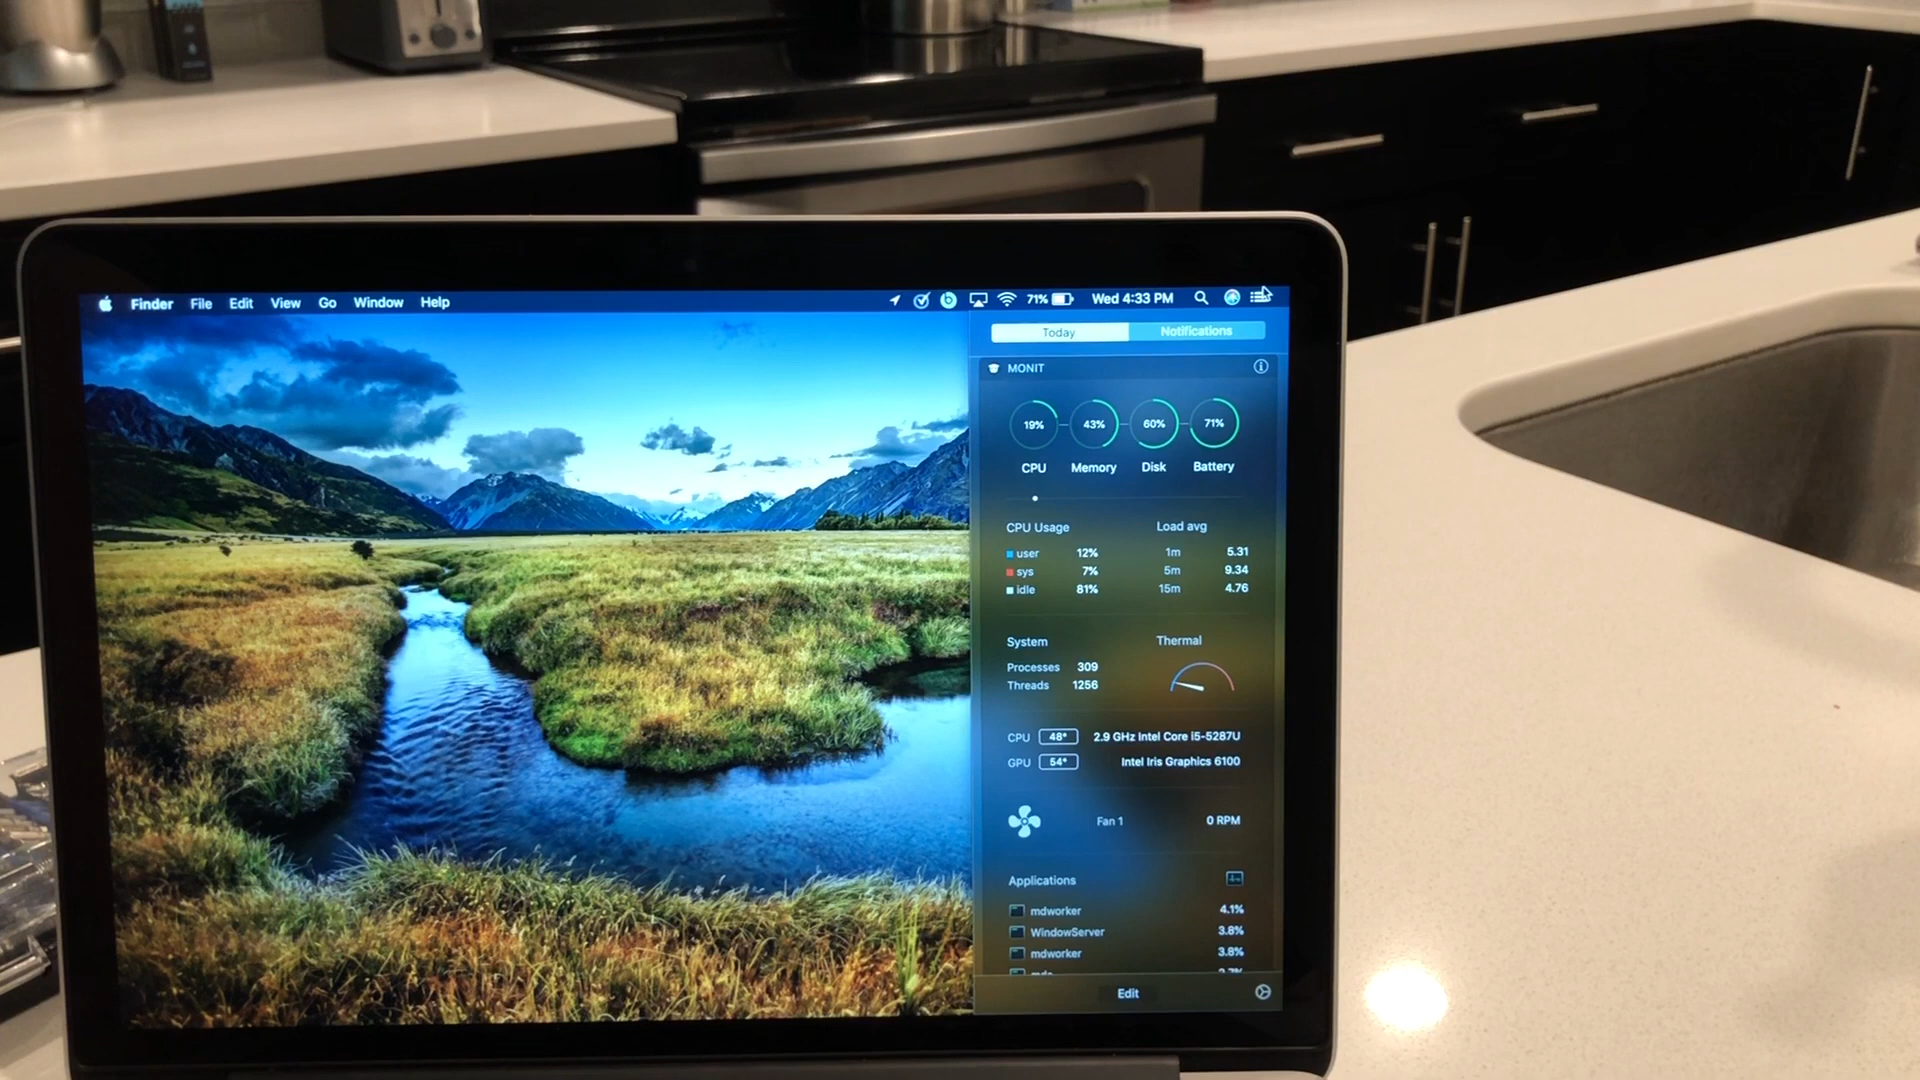 Finder File Edit View Go Window Help 71% Wed 4:33 PM
Today Notifications
MONIT
19% 43% 60% 71%
CPU Memory Disk Battery
CPU Usage Load avg
user 12% 1m 5.31
sys 7% 5m 9.34
idle 81% 15m 4.76
System Thermal
Processes 309
Threads 1256
CPU 48° 2.9 GHz Intel Core i5-5287U
GPU 54° Intel Iris Graphics 6100
Fan 1 0 RPM
Applications
mdworker 4.1%
WindowServer 3.8%
mdworker 3.8%
Edit